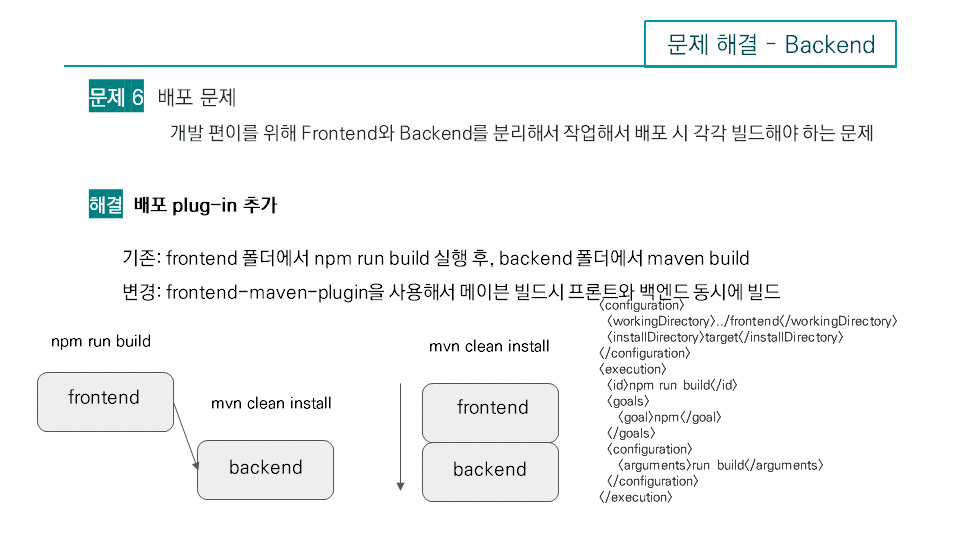 문제 해결 - Backend
문제 6 배포 문제
개발 편이를 위해 Frontend와 Backend를 분리해서 작업해서 배포 시 각각 빌드해야 하는 문제
해결 배포 plug-in 추가
기존: frontend 폴더에서 npm run build 실행 후, backend 폴더에서 maven build
변경: frontend-maven-plugin을 사용해서 메이븐 빌드시 프론트와 백엔드 동시에 빌드
npm run build
frontend
mvn clean install
backend
mvn clean install
frontend
backend
<configuration>
<workingDirectory>../frontend</workingDirectory>
<installDirectory>target</installDirectory>
</configuration>
<execution>
<id>npm run build</id>
<goals>
<goal>npm</goal>
</goals>
<configuration>
<arguments>run build</arguments>
</configuration>
</execution>